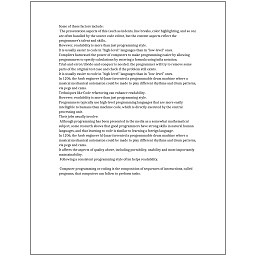 Some of these factors include:
The presentation aspects of this (such as indents, line breaks, color highlighting, and so on)
are often handled by the source code editor, but the content aspects reflect the
programmer's talent and skills.
However, readability is more than just programming style.
It is usually easier to code in "high-level" languages than in "low-level" ones.
Compilers harnessed the power of computers to make programming easier by allowing
programmers to specify calculations by entering a formula using infix notation.
Trial-and-error/divide-and-conquer is needed: the programmer will try to remove some
parts of the original test case and check if the problem still exists.
It is usually easier to code in "high-level" languages than in "low-level" ones.
In 1206, the Arab engineer Al-Jazari invented a programmable drum machine where a
musical mechanical automaton could be made to play different rhythms and drum patterns,
via pegs and cams.
Techniques like Code refactoring can enhance readability.
However, readability is more than just programming style.
Programmers typically use high-level programming languages that are more easily
intelligible to humans than machine code, which is directly executed by the central
processing unit.
Their jobs usually involve:
Although programming has been presented in the media as a somewhat mathematical
subject, some research shows that good programmers have strong skills in natural human
languages, and that learning to code is similar to learning a foreign language.
In 1206, the Arab engineer Al-Jazari invented a programmable drum machine where a
musical mechanical automaton could be made to play different rhythms and drum patterns,
via pegs and cams.
It affects the aspects of quality above, including portability, usability and most importantly
maintainability.
Following a consistent programming style often helps readability.
Computer programming or coding is the composition of sequences of instructions, called
programs, that computers can follow to perform tasks.